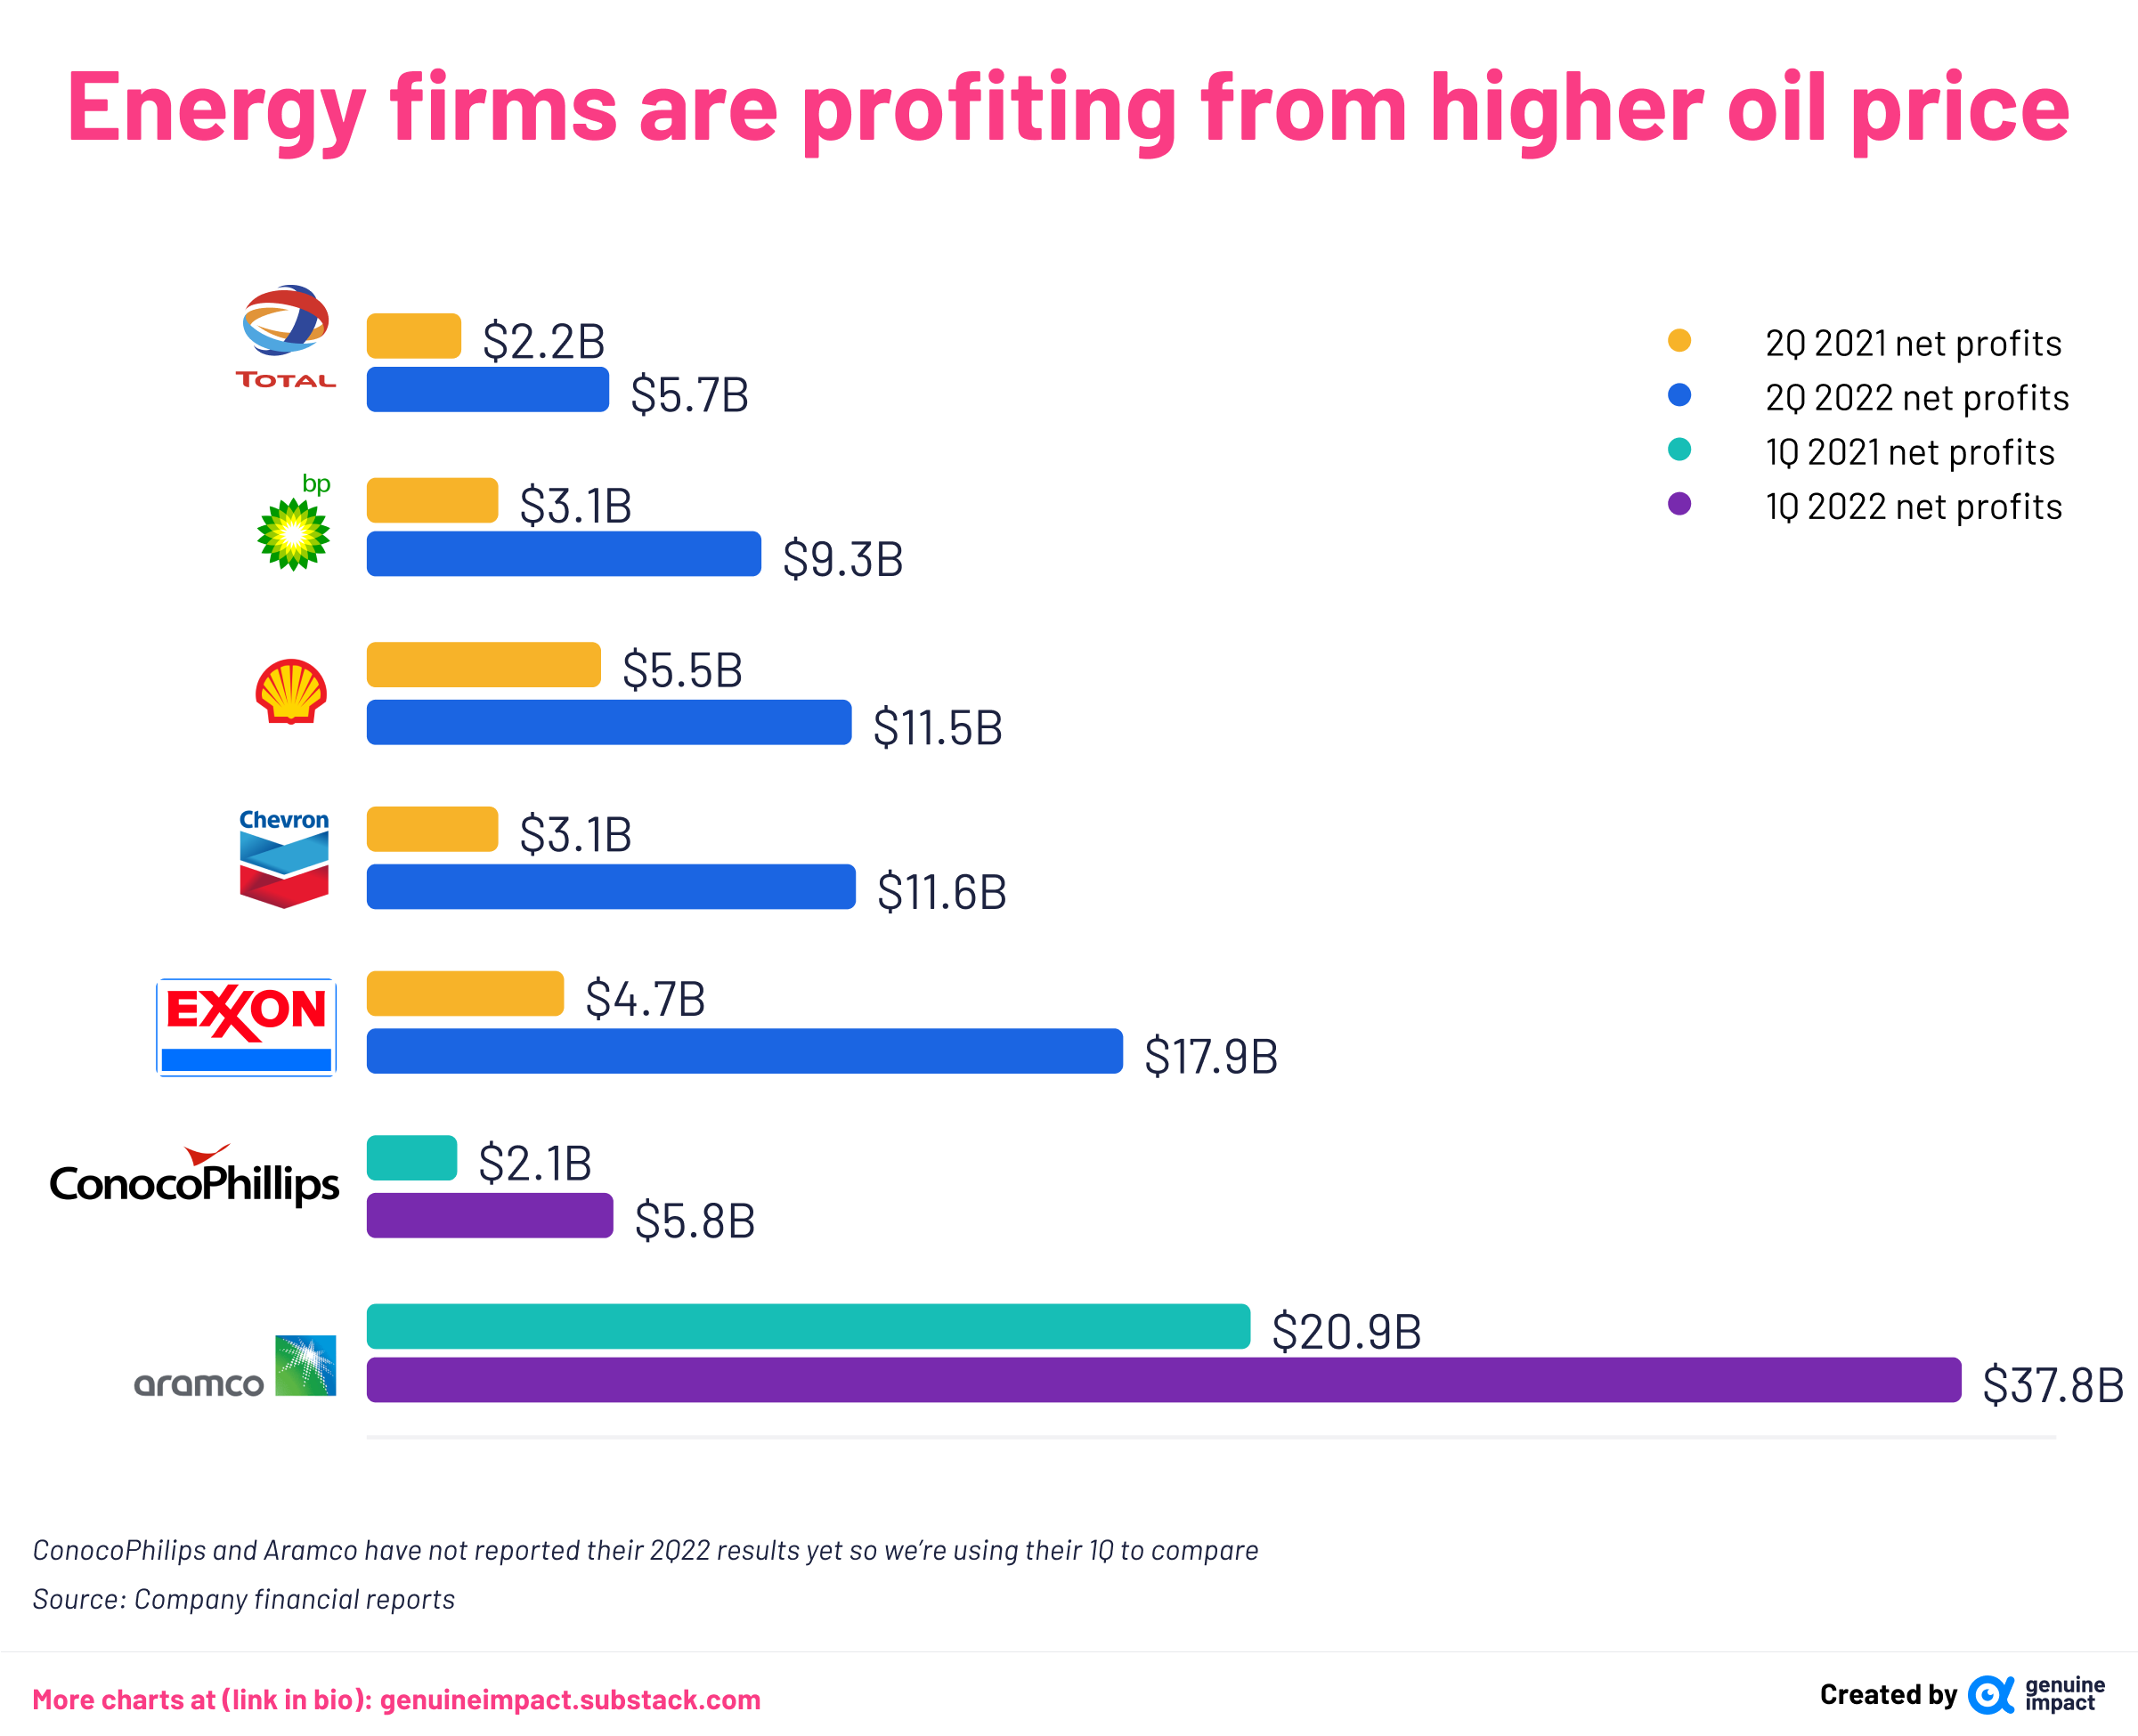 Energy firms are profiting from higher oil price
TOTAL
$2.2B
$5.7B
2Q 2021 net profits
2Q 2022 net profits
1Q 2021 net profits
1Q 2022 net profits
bp
$3.1B
$9.3B
$5.5B
$11.5B
Chevron
$3.1B
$11.6B
EXXON
$4.7B
$17.9B
ConocoPhillips
$2.1B
$5.8B
aramco
$20.9B
$37.8B
ConocoPhilips and Aramco have not reported their 2Q22 results yet so we're using their 1Q to compare
Source: Company financial reports
More charts at (link in bio): genuineimpact.substack.com
Created by
genuine
impact